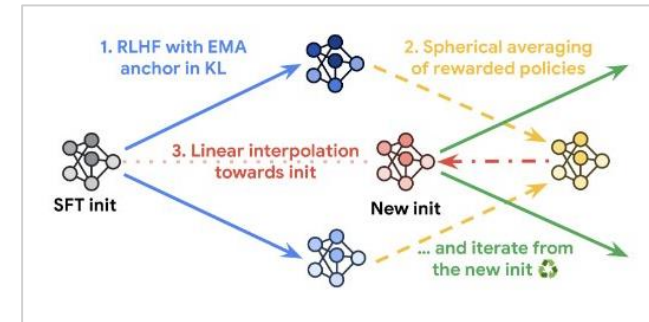 1. RLHF with EMA
anchor in KL
2. Spherical averaging
of rewarded policies
3. Linear interpolation
towards init
SFT init
New init
... and iterate from
the new init ♻